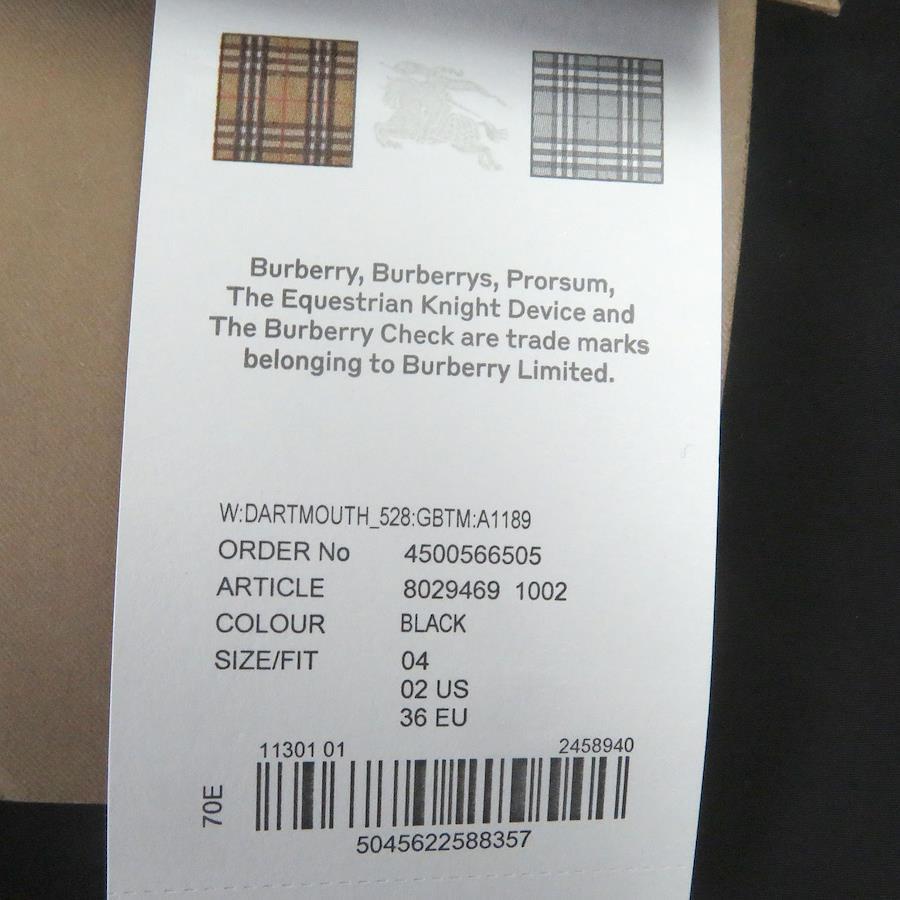 Burberry, Burberrys, Prorsum,
The Equestrian Knight Device and
The Burberry Check are trade marks
belonging to Burberry Limited.
W:DARTMOUTH_528:GBTM:A1189
ORDER No 4500566505
ARTICLE 8029469 1002
COLOUR BLACK
SIZE/FIT 04
02 US
36 EU
11301 01 2458940
70E
5045622588357